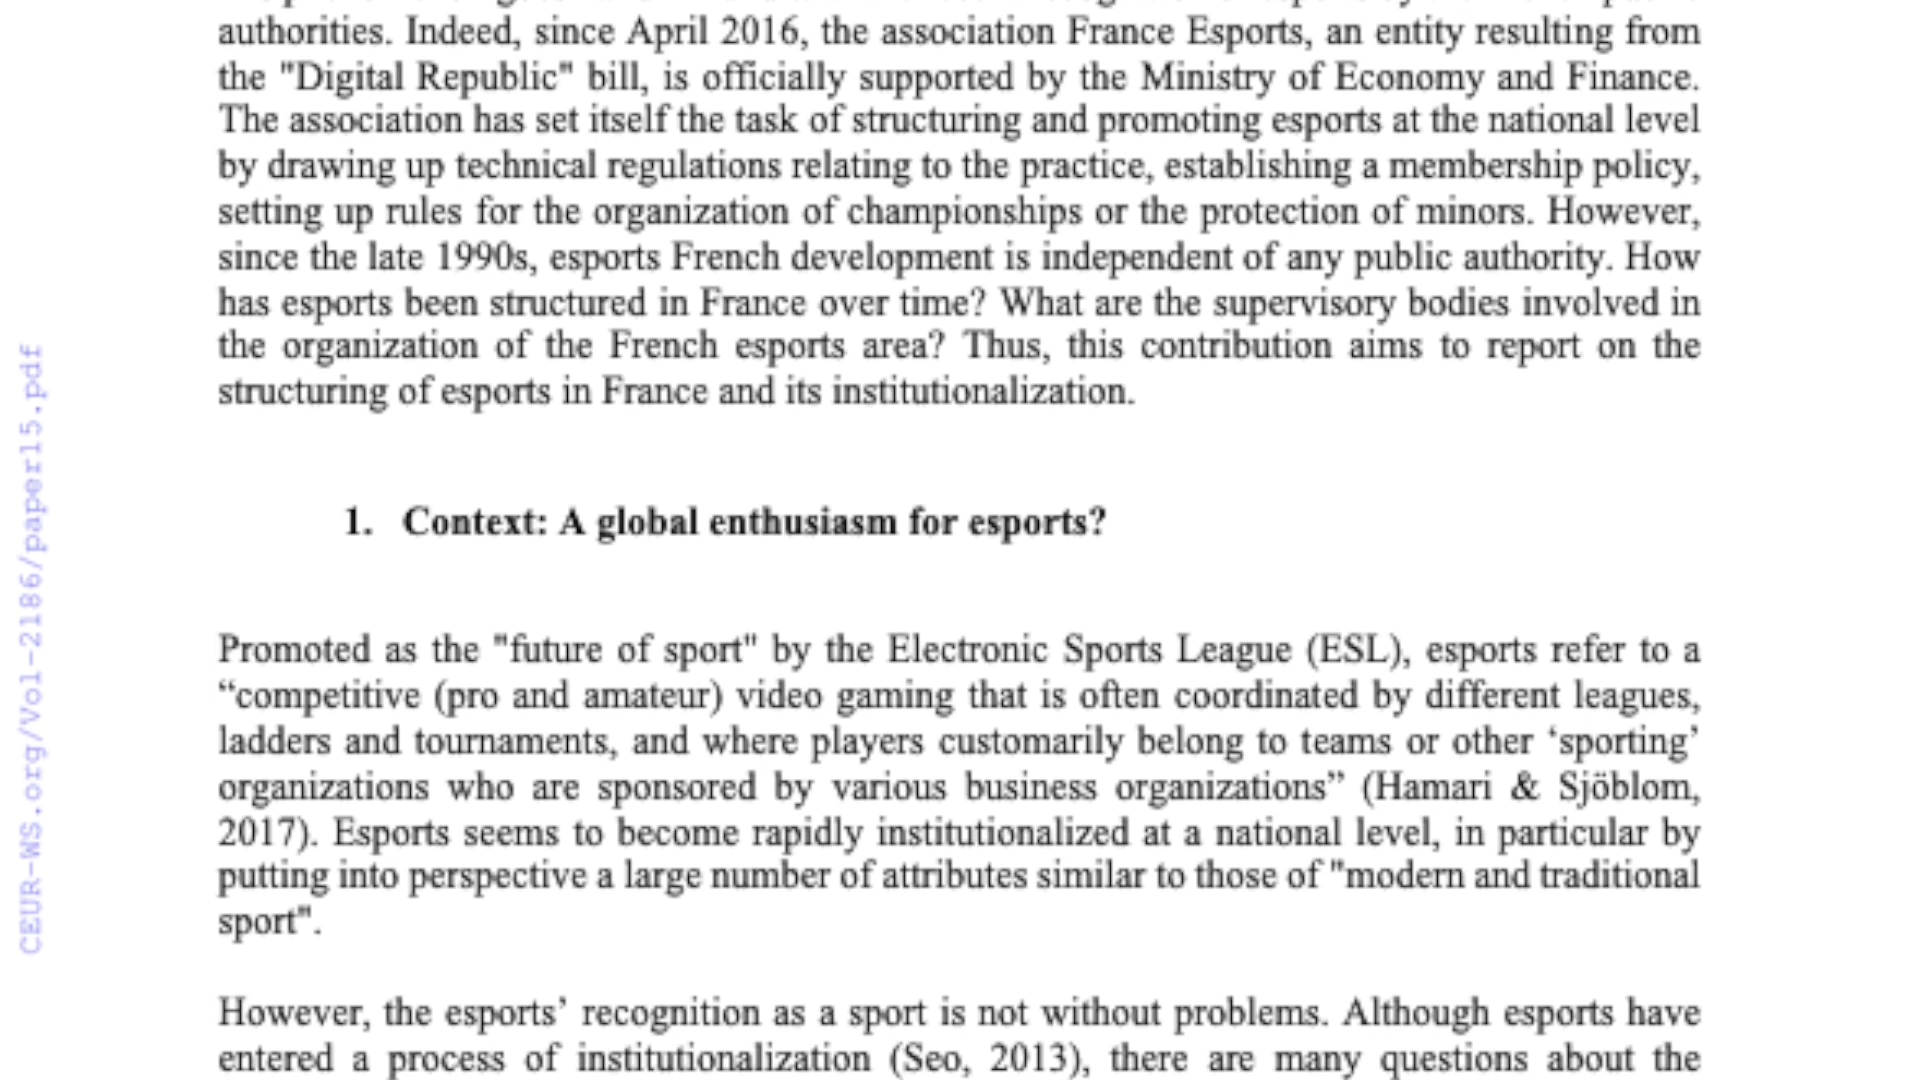 authorities. Indeed, since April 2016, the association France Esports, an entity resulting from
the "Digital Republic" bill, is officially supported by the Ministry of Economy and Finance.
The association has set itself the task of structuring and promoting esports at the national level
by drawing up technical regulations relating to the practice, establishing a membership policy,
setting up rules for the organization of championships or the protection of minors. However,
since the late 1990s, esports French development is independent of any public authority. How
has esports been structured in France over time? What are the supervisory bodies involved in
the organization of the French esports area? Thus, this contribution aims to report on the
structuring of esports in France and its institutionalization.
1. Context: A global enthusiasm for esports?
Promoted as the "future of sport" by the Electronic Sports League (ESL), esports refer to a
“competitive (pro and amateur) video gaming that is often coordinated by different leagues,
ladders and tournaments, and where players customarily belong to teams or other ‘sporting’
organizations who are sponsored by various business organizations” (Hamari & Sjöblom,
2017). Esports seems to become rapidly institutionalized at a national level, in particular by
putting into perspective a large number of attributes similar to those of "modern and traditional
sport".
However, the esports’ recognition as a sport is not without problems. Although esports have
entered a process of institutionalization (Seo, 2013), there are many questions about the
CEUR-WS.org/Vol-2186/paper15.pdf